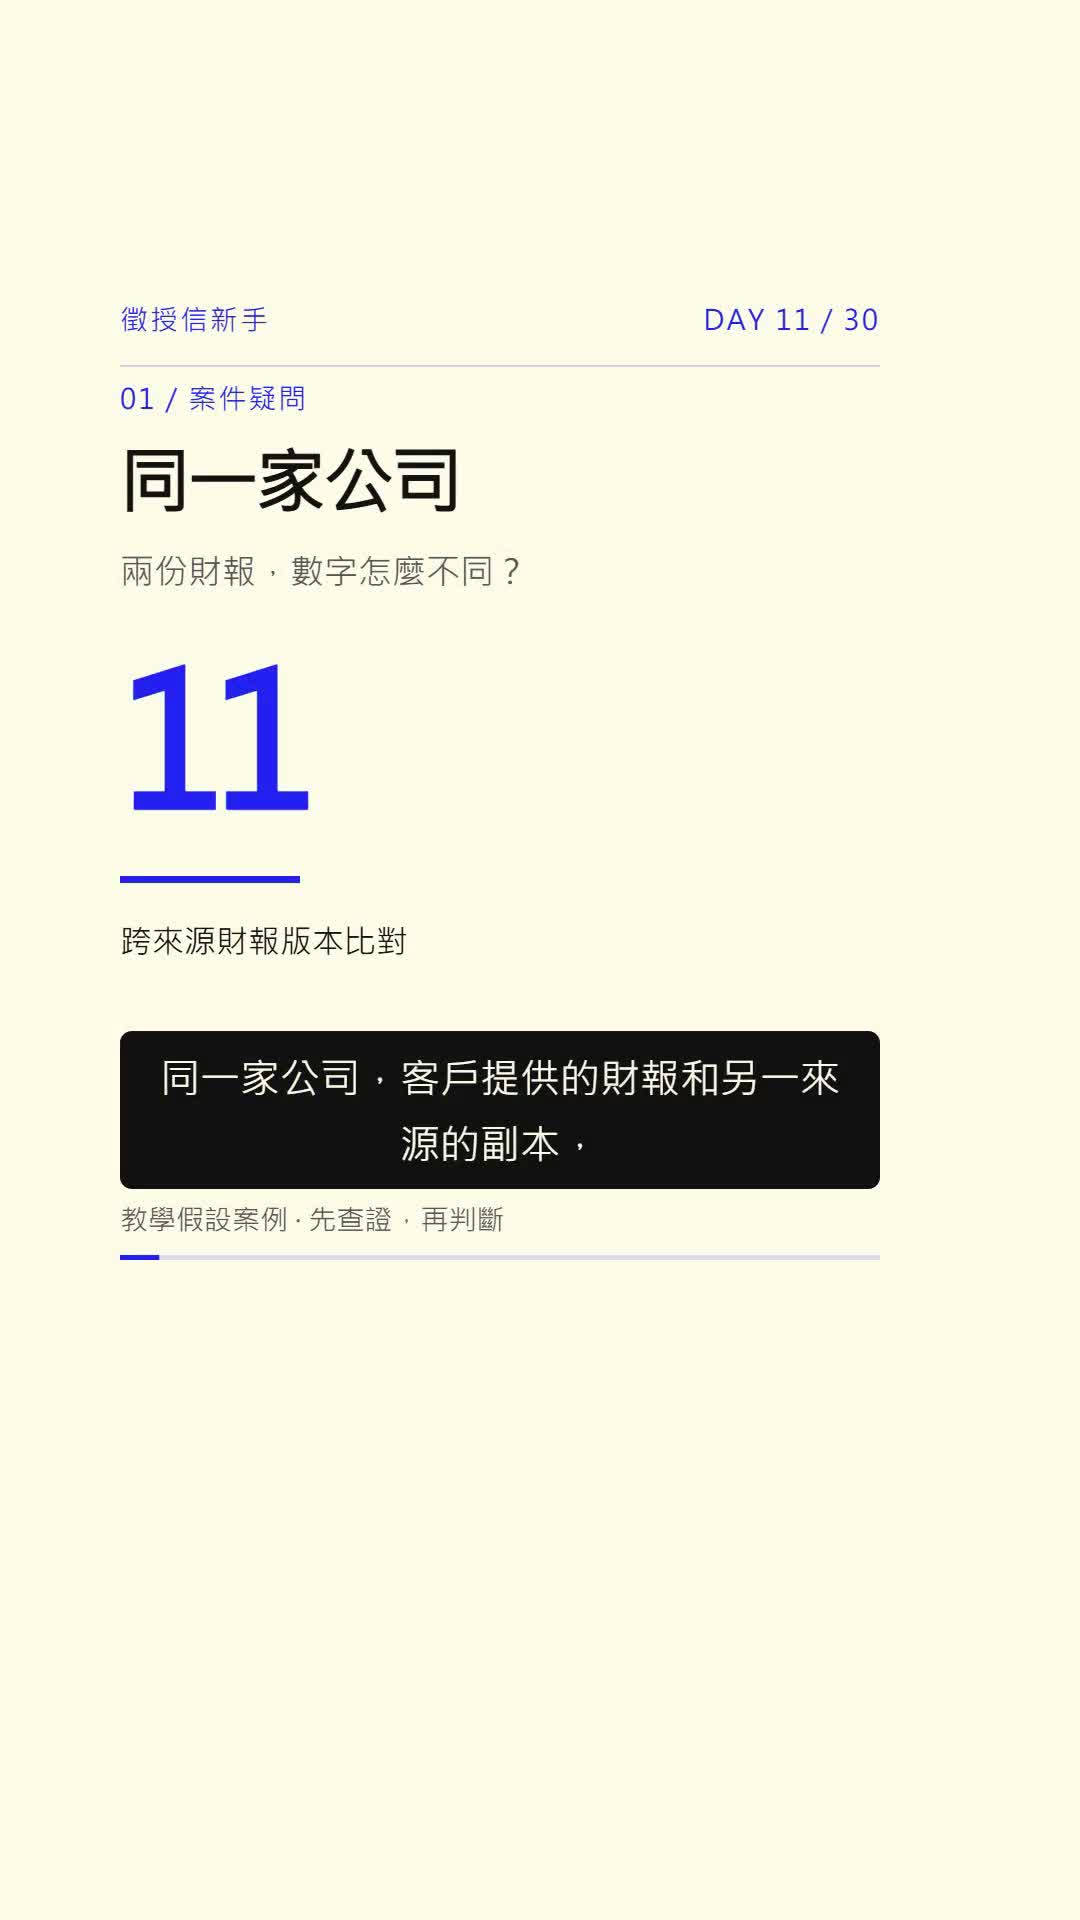 徵授信新手
DAY 11 / 30
01 / 案件疑問
同一家公司
兩份財報，數字怎麼不同？
11
跨來源財報版本比對
同一家公司，客戶提供的財報和另一來
源的副本，
教學假設案例·先查證，再判斷